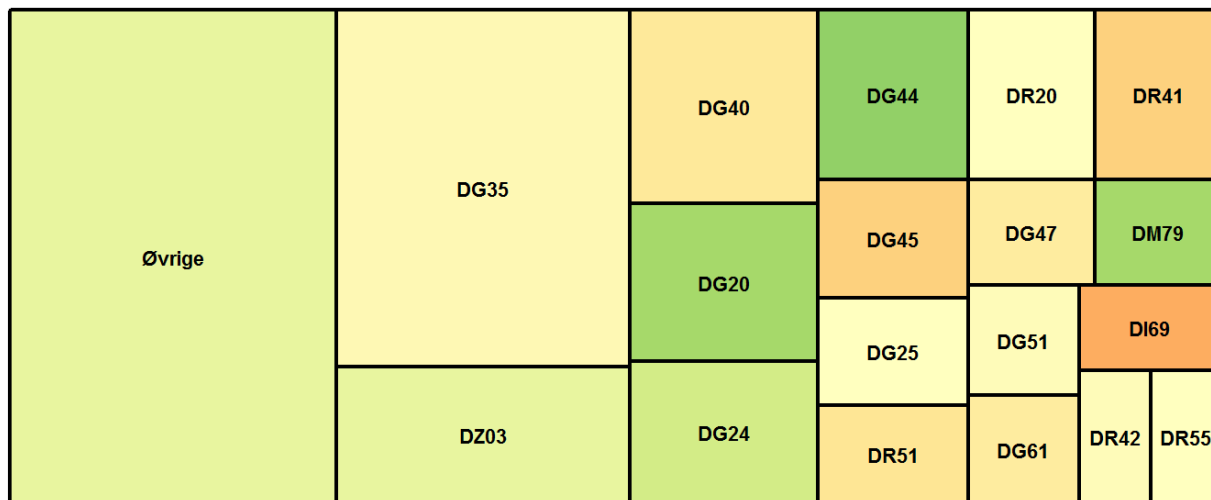 Øvrige
DG35
DZ03
DG40
DG20
DG24
DG44
DG45
DG25
DR51
DR20
DR41
DG47
DM79
DG51
DI69
DG61
DR42
DR55